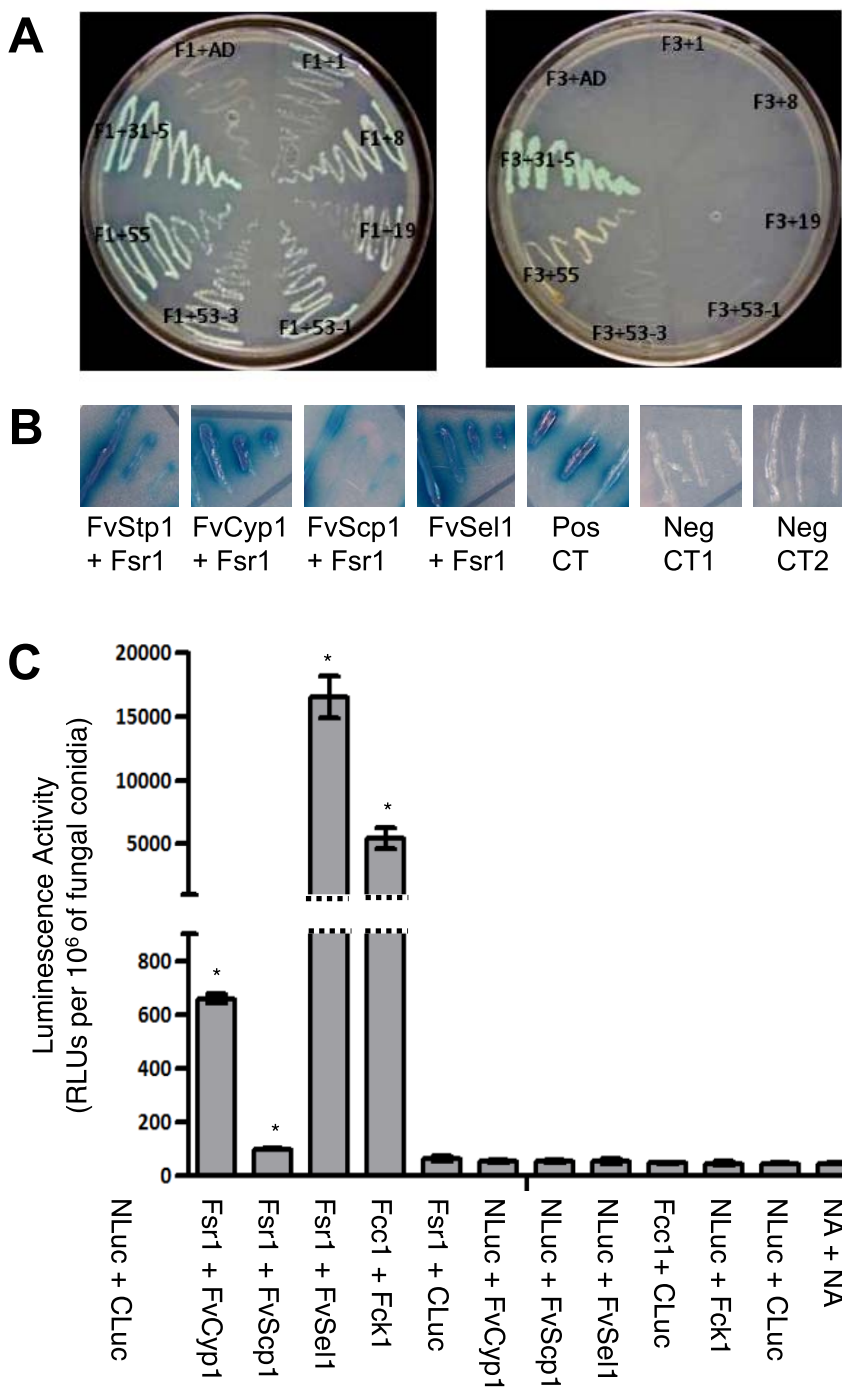 A
F1+AD
F1+1
F1+31-5
F1+8
F1+55
F1+19
F1+53-3
F1+53-1
F3+1
F3+AD
F3+8
F3+31-5
F3+19
F3+55
F3+53-1
F3+53-3
B
FvStp1
+ Fsr1
FvCyp1
+ Fsr1
FvScp1
+ Fsr1
FvSel1
+ Fsr1
Pos
CT
Neg
CT1
Neg
CT2
C
Luminescence Activity
(RLUs per 10⁶ of fungal conidia)
20000
15000
10000
5000
800
600
400
200
0
*
*
*
*
NLuc + CLuc
Fsr1 + FvCyp1
Fsr1 + FvScp1
Fsr1 + FvSel1
Fcc1 + Fck1
Fsr1 + CLuc
NLuc + FvCyp1
NLuc + FvScp1
NLuc + FvSel1
Fcc1+ CLuc
NLuc + Fck1
NLuc + CLuc
NA + NA